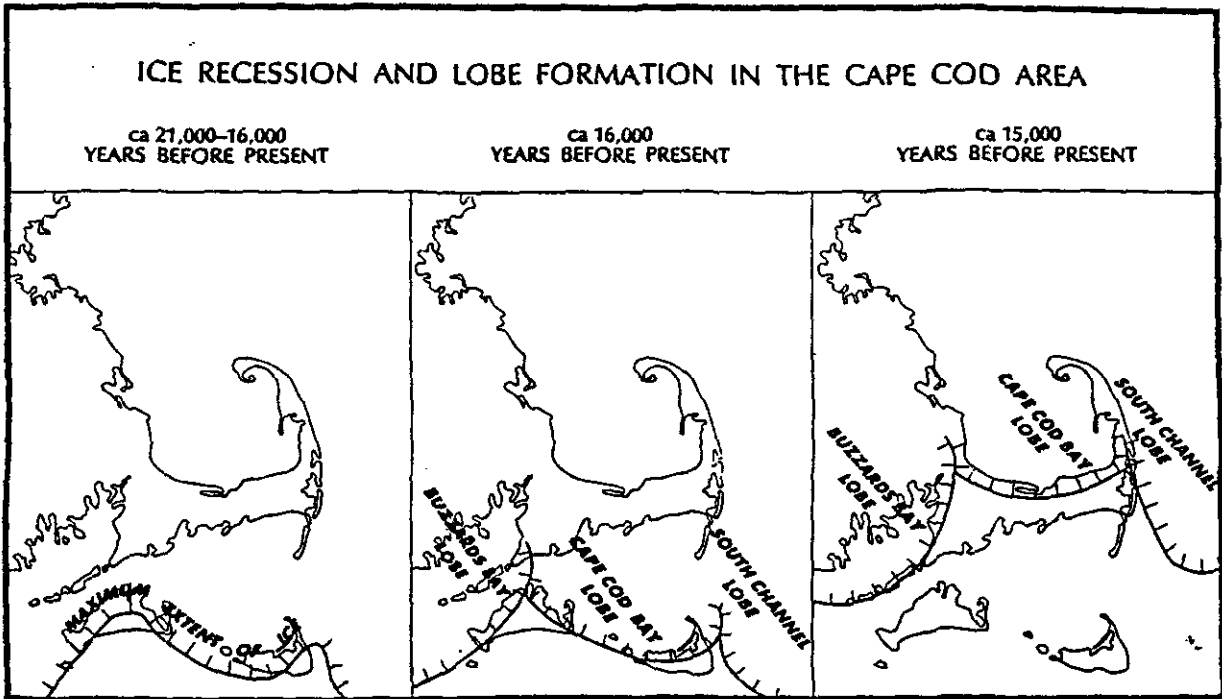 ICE RECESSION AND LOBE FORMATION IN THE CAPE COD AREA
ca 21,000–16,000
YEARS BEFORE PRESENT
ca 16,000
YEARS BEFORE PRESENT
ca 15,000
YEARS BEFORE PRESENT
MAXIMUM EXTENT OF ICE
BUZZARDS BAY
LOBE
CAPE COD BAY
LOBE
SOUTH CHANNEL
LOBE
BUZZARDS BAY
LOBE
CAPE COD BAY
LOBE
SOUTH CHANNEL
LOBE